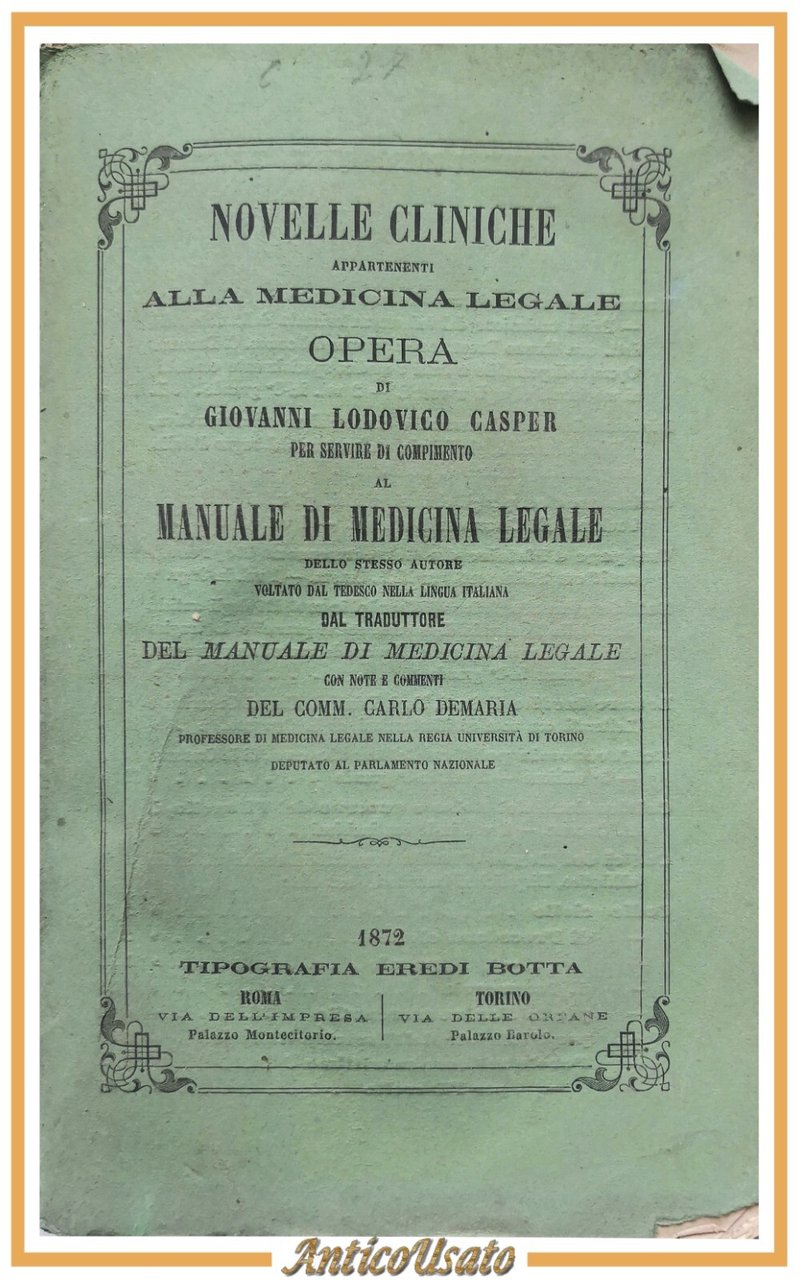 C 27
NOVELLE CLINICHE
APPARTENENTI
ALLA MEDICINA LEGALE
OPERA
DI
GIOVANNI LODOVICO CASPER
PER SERVIRE DI COMPIMENTO
AL
MANUALE DI MEDICINA LEGALE
DELLO STESSO AUTORE
VOLTATO DAL TEDESCO NELLA LINGUA ITALIANA
DAL TRADUTTORE
DEL MANUALE DI MEDICINA LEGALE
CON NOTE E COMMENTI
DEL COMM. CARLO DEMARIA
PROFESSORE DI MEDICINA LEGALE NELLA REGIA UNIVERSITÀ DI TORINO
DEPUTATO AL PARLAMENTO NAZIONALE
1872
TIPOGRAFIA EREDI BOTTA
ROMA
VIA DELL'IMPRESA
Palazzo Montecitorio.
TORINO
VIA DELLE ORFANE
Palazzo Barolo.
AnticoUsato